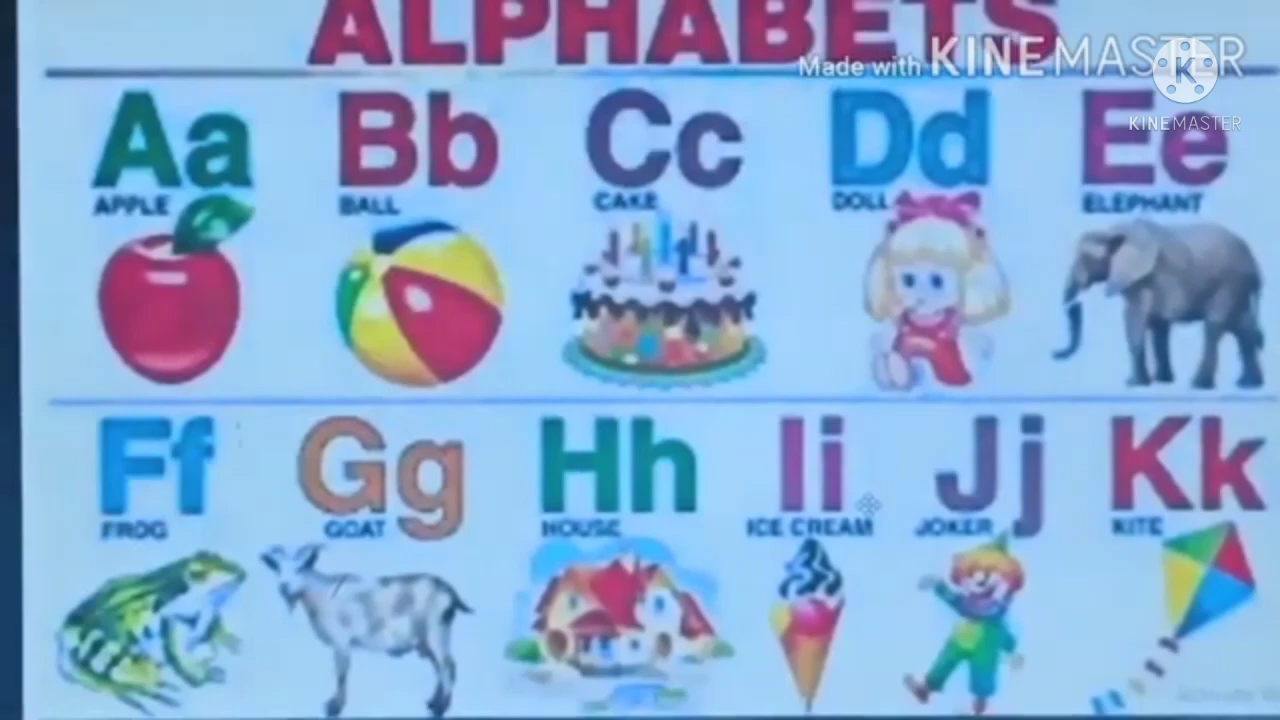 ALPHABETS
Made with KINEMASTER
K
KINEMASTER
Aa Bb Cc Dd Ee
APPLE BALL CAKE DOLL ELEPHANT
Ff Gg Hh Ii Jj Kk
FROG GOAT HOUSE ICE CREAM JOKER KITE